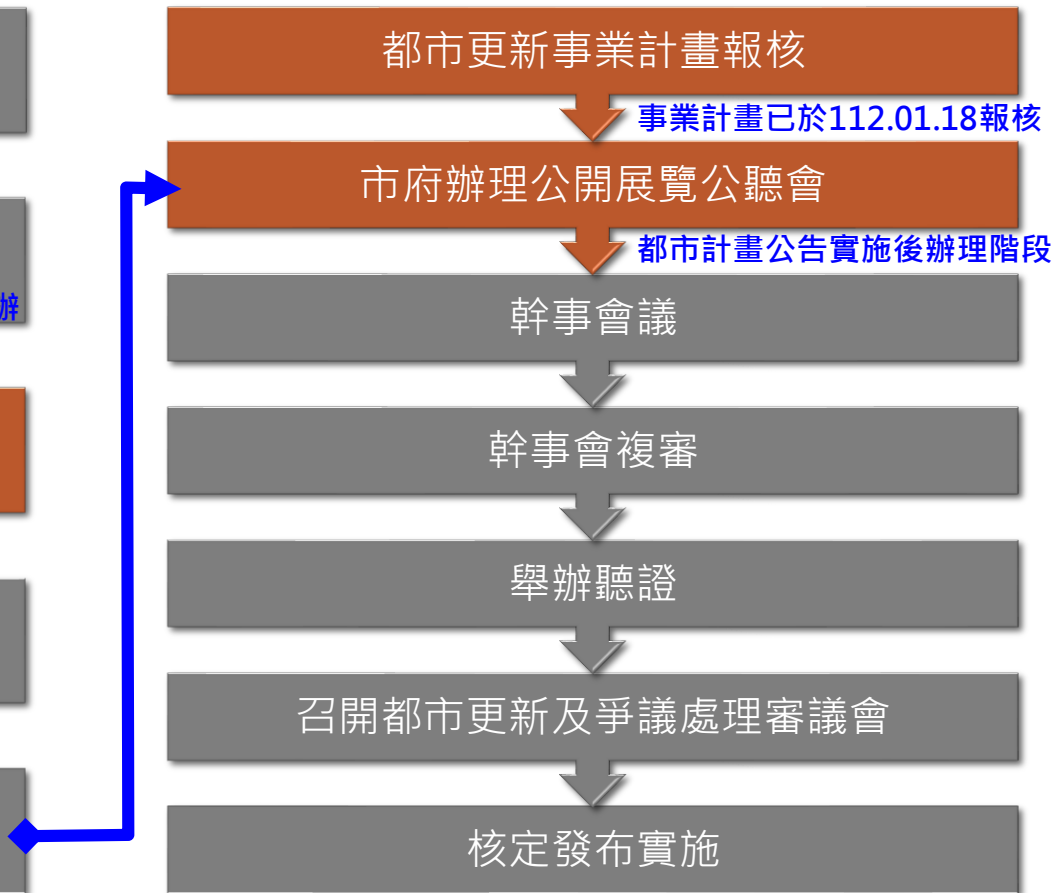 都市更新事業計畫報核
事業計畫已於112.01.18報核
市府辦理公開展覽公聽會
都市計畫公告實施後辦理階段
辦
幹事會議
幹事會複審
舉辦聽證
召開都市更新及爭議處理審議會
核定發布實施